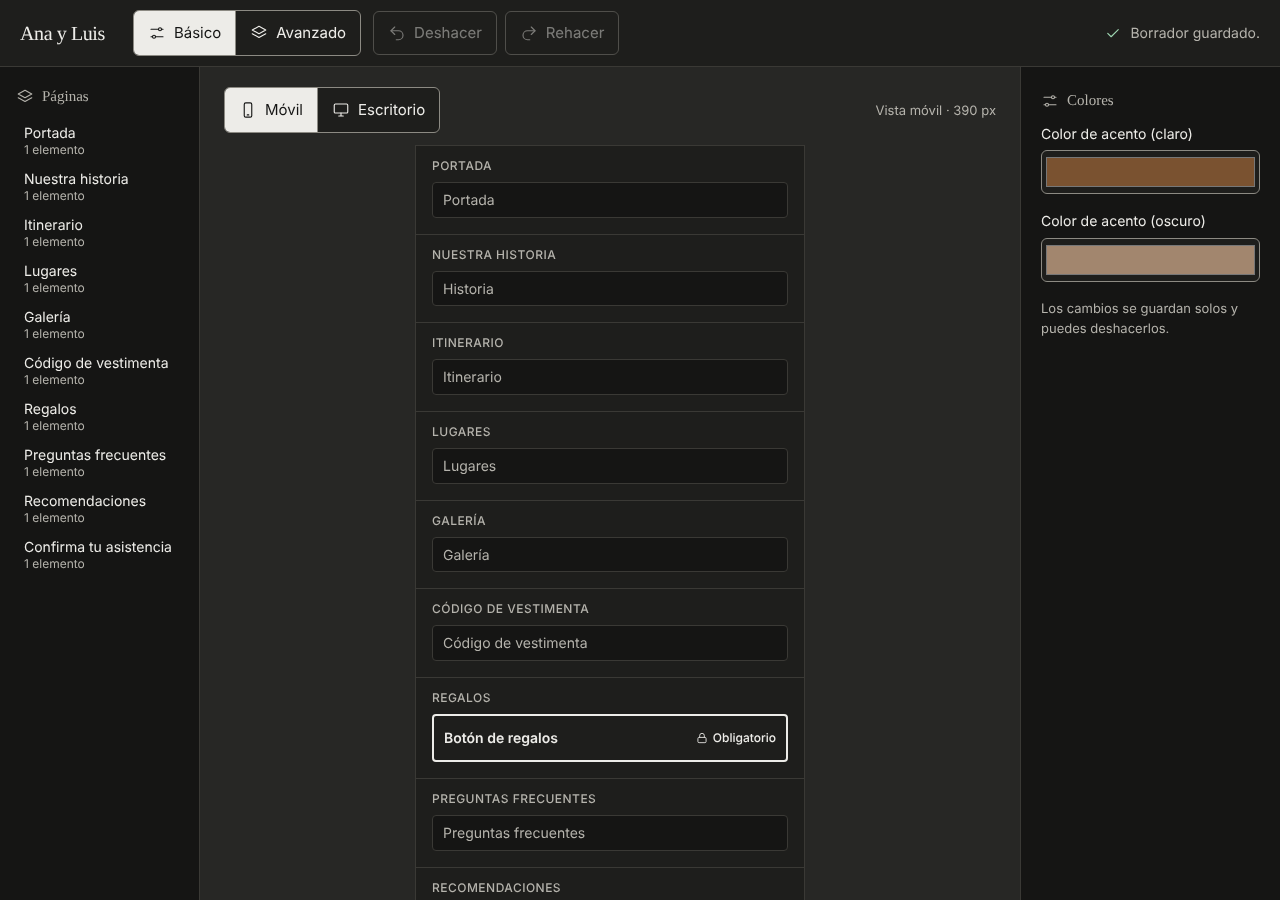 Ana y Luis
Básico
Avanzado
Deshacer
Rehacer
Borrador guardado.
Páginas
Portada
1 elemento
Nuestra historia
1 elemento
Itinerario
1 elemento
Lugares
1 elemento
Galería
1 elemento
Código de vestimenta
1 elemento
Regalos
1 elemento
Preguntas frecuentes
1 elemento
Recomendaciones
1 elemento
Confirma tu asistencia
1 elemento
Móvil
Escritorio
Vista móvil · 390 px
PORTADA
Portada
NUESTRA HISTORIA
Historia
ITINERARIO
Itinerario
LUGARES
Lugares
GALERÍA
Galería
CÓDIGO DE VESTIMENTA
Código de vestimenta
REGALOS
Botón de regalos
Obligatorio
PREGUNTAS FRECUENTES
Preguntas frecuentes
RECOMENDACIONES
Colores
Color de acento (claro)
Color de acento (oscuro)
Los cambios se guardan solos y
puedes deshacerlos.